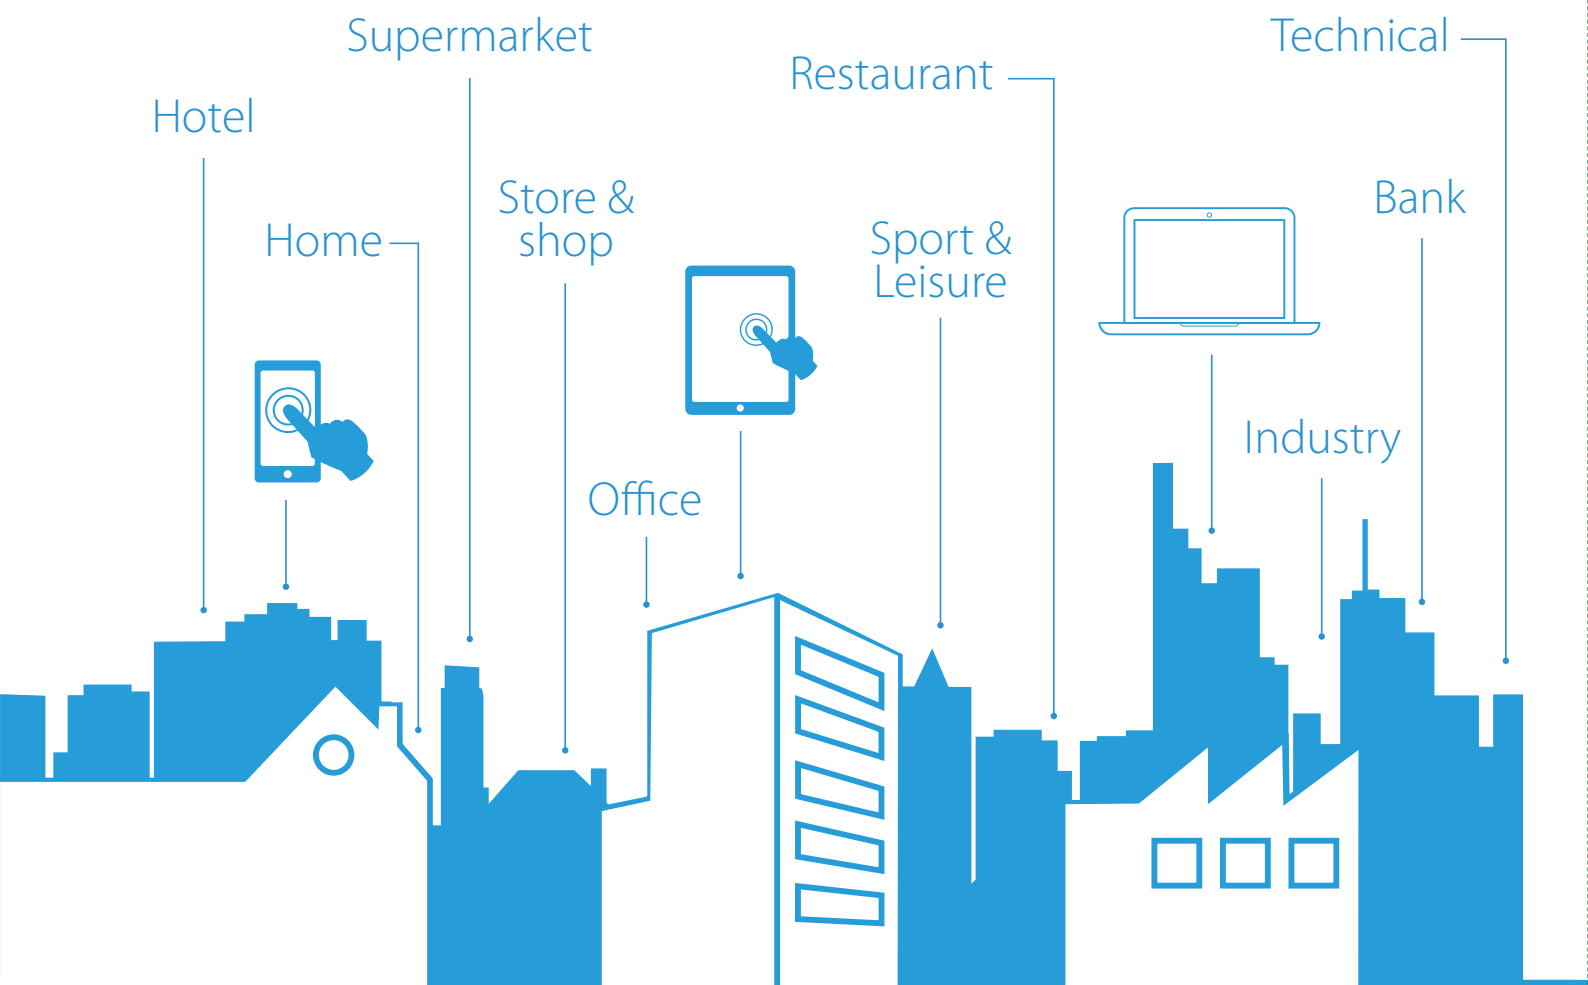 Supermarket
Technical
Restaurant
Hotel
Store &
shop
Bank
Home
Sport &
Leisure
Industry
Office